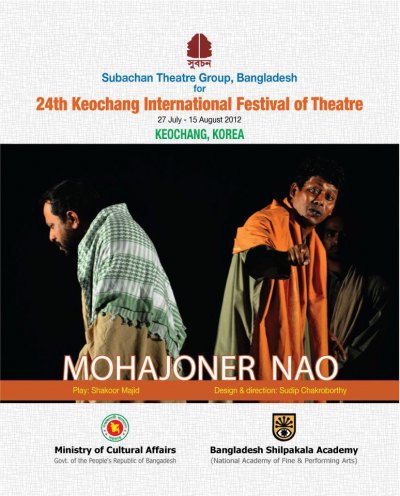 সুবচন
Subachan Theatre Group, Bangladesh
for
24th Keochang International Festival of Theatre
27 July - 15 August 2012
KEOCHANG, KOREA
MOHAJONER NAO
Play: Shakoor Majid Design & direction: Sudip Chakroborthy
Ministry of Cultural Affairs
Govt. of the People's Republic of Bangladesh
Bangladesh Shilpakala Academy
(National Academy of Fine & Performing Arts)